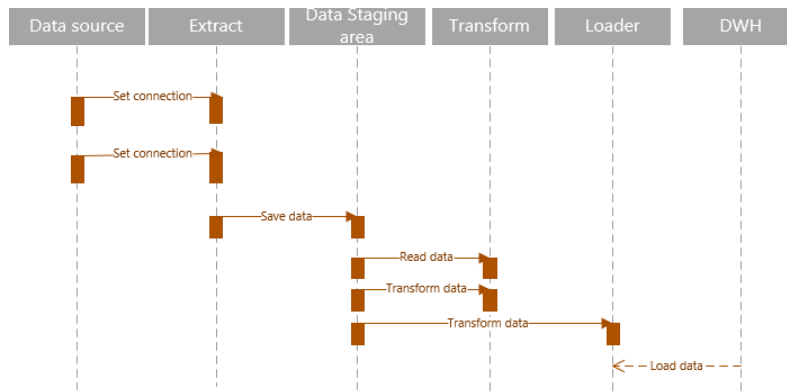 Data source
Extract
Data Staging
area
Transform
Loader
DWH
Set connection
Set connection
Save data
Read data
Transform data
Transform data
Load data